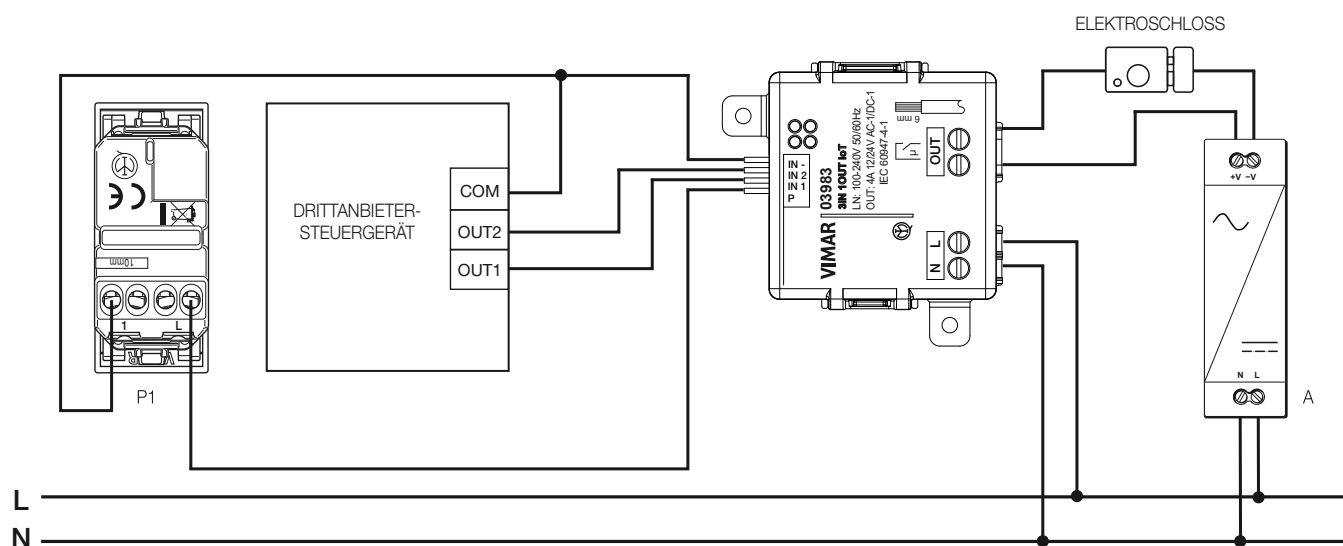 ELEKTROSCHLOSS
DRITTANBIETER-
STEUERGERÄT
COM
OUT2
OUT1
10mm
1
L
P1
IN -
IN 2
IN 1
P
VIMAR 03983
3IN 1OUT IoT
LN: 100-240V 50/60Hz
OUT: 4A 12/24V AC-1/DC-1
IEC 60947-4-1
6 mm
µ
OUT
N L
+V -V
N L
A
L
N